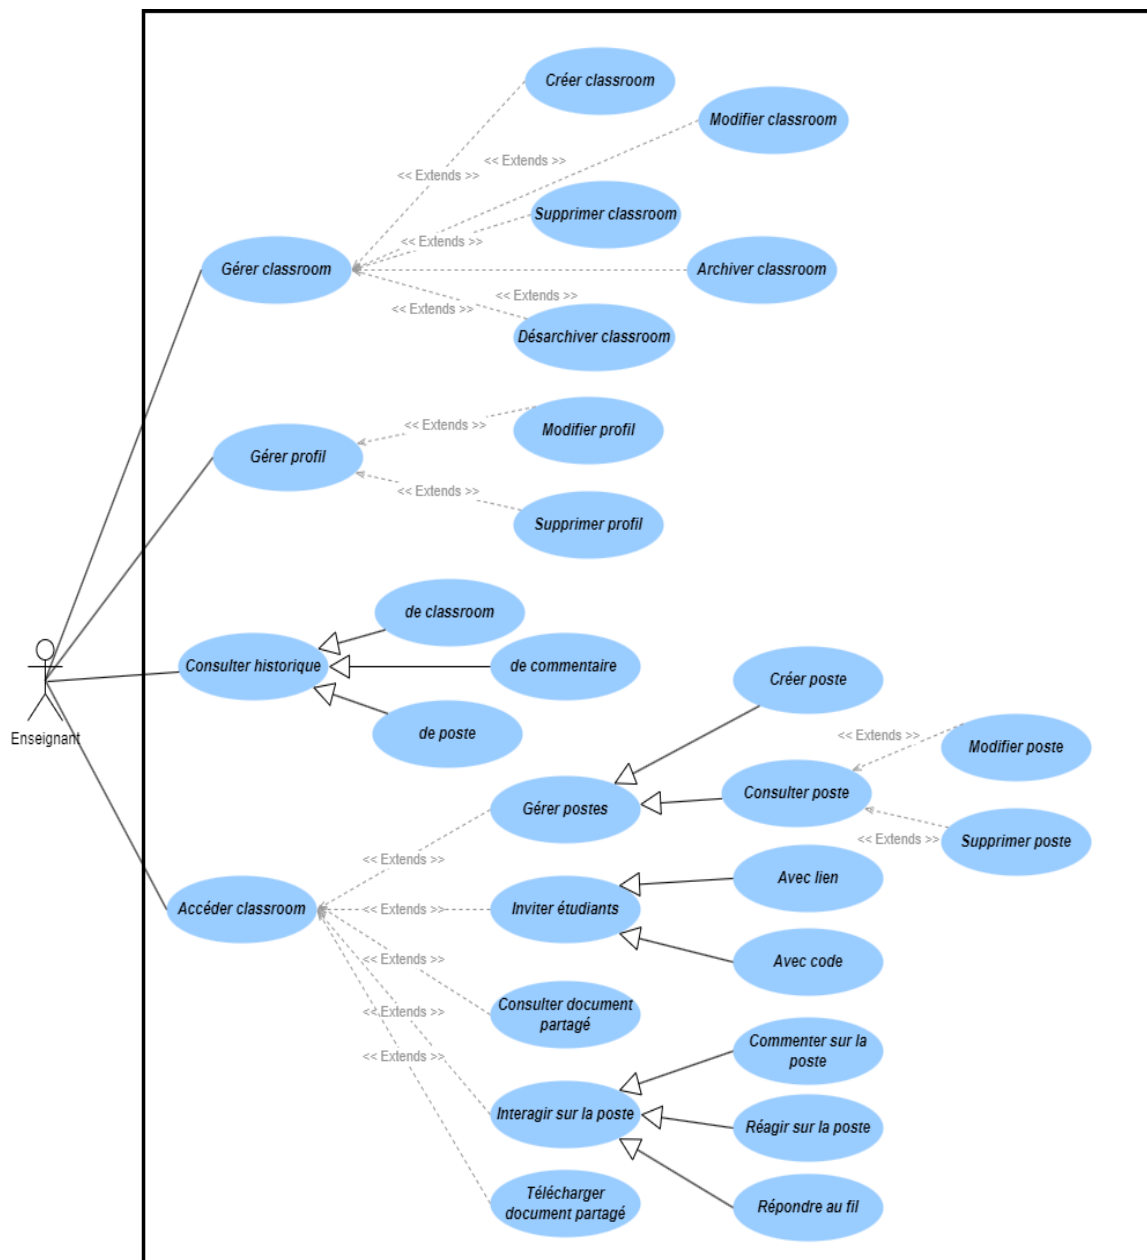 Créer classroom
Modifier classroom
<< Extends >>
<< Extends >>
Supprimer classroom
<< Extends >>
Gérer classroom
Archiver classroom
<< Extends >>
<< Extends >>
Désarchiver classroom
<< Extends >>
Modifier profil
Gérer profil
<< Extends >>
Supprimer profil
de classroom
Consulter historique
de commentaire
de poste
Enseignant
Créer poste
<< Extends >>
Modifier poste
Gérer postes
Consulter poste
<< Extends >>
Supprimer poste
<< Extends >>
Avec lien
Accéder classroom
<< Extends >>
Inviter étudiants
<< Extends >>
Avec code
Consulter document
partagé
<< Extends >>
Commenter sur la
poste
<< Extends >>
Interagir sur la poste
Réagir sur la poste
Télécharger
document partagé
Répondre au fil